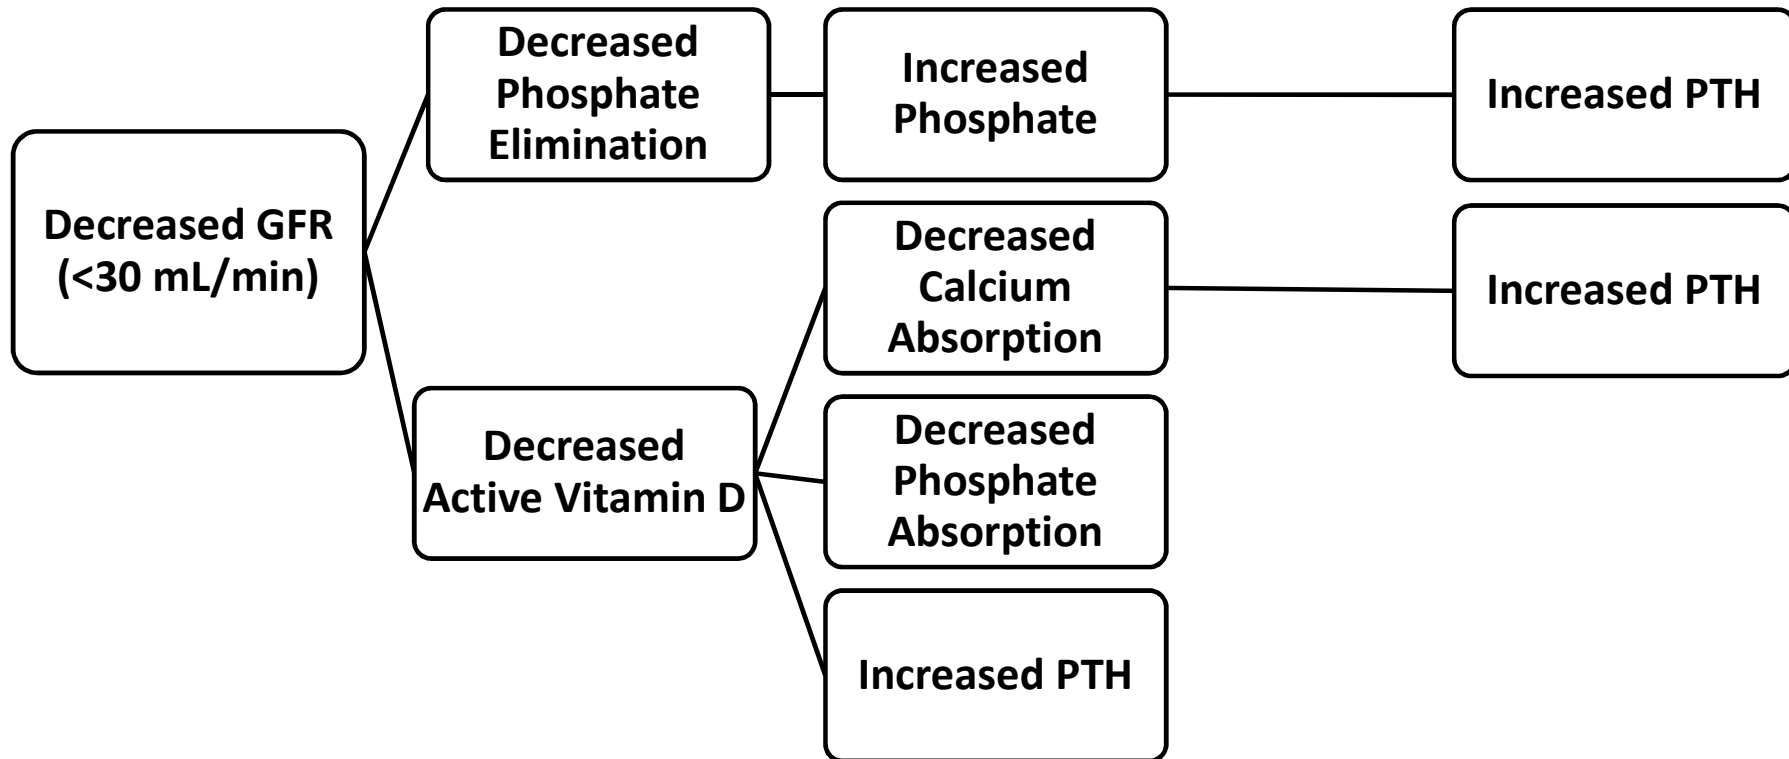 Decreased GFR
(<30 mL/min)
Decreased
Phosphate
Elimination
Increased
Phosphate
Increased PTH
Decreased
Active Vitamin D
Decreased
Calcium
Absorption
Increased PTH
Decreased
Phosphate
Absorption
Increased PTH